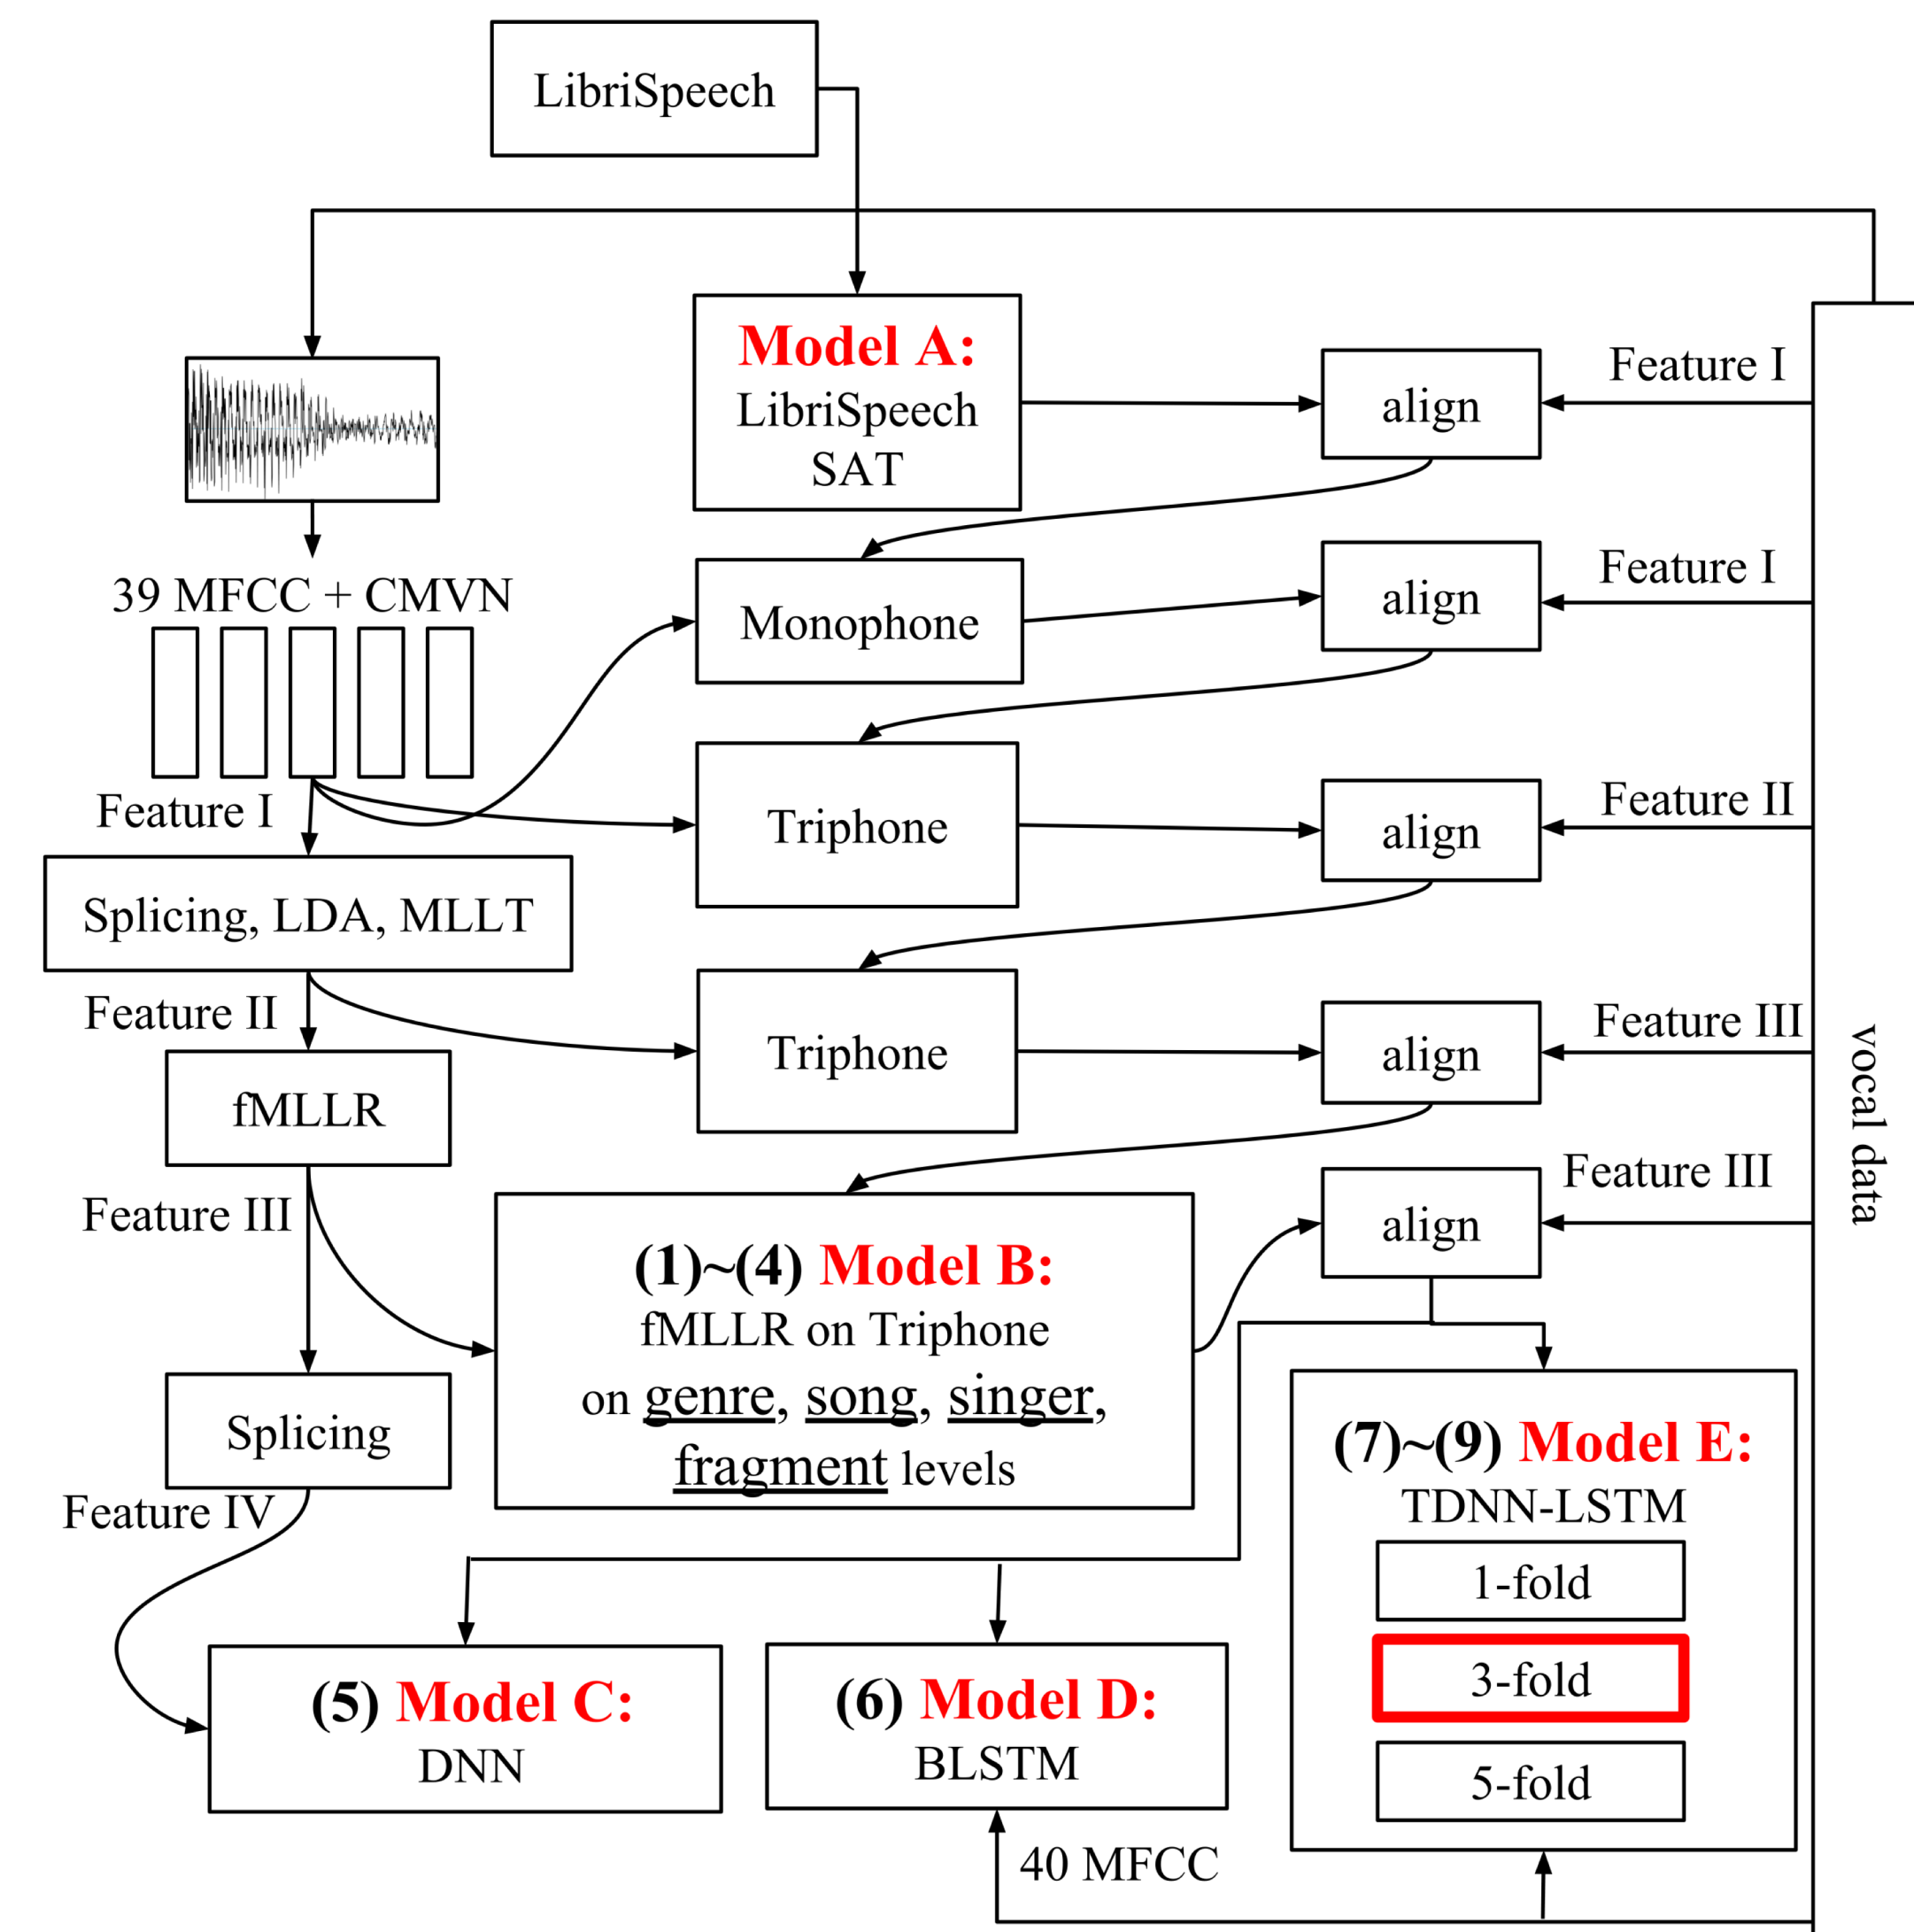 LibriSpeech
Model A:
LibriSpeech
SAT
align
Feature I
39 MFCC + CMVN
Monophone
align
Feature I
Feature I
Triphone
align
Feature II
Splicing, LDA, MLLT
Feature II
Triphone
align
Feature III
vocal data
fMLLR
Feature III
(1)~(4) Model B:
fMLLR on Triphone
on genre, song, singer,
fragment levels
align
Feature III
Splicing
Feature IV
(7)~(9) Model E:
TDNN-LSTM
1-fold
3-fold
5-fold
(5) Model C:
DNN
(6) Model D:
BLSTM
40 MFCC